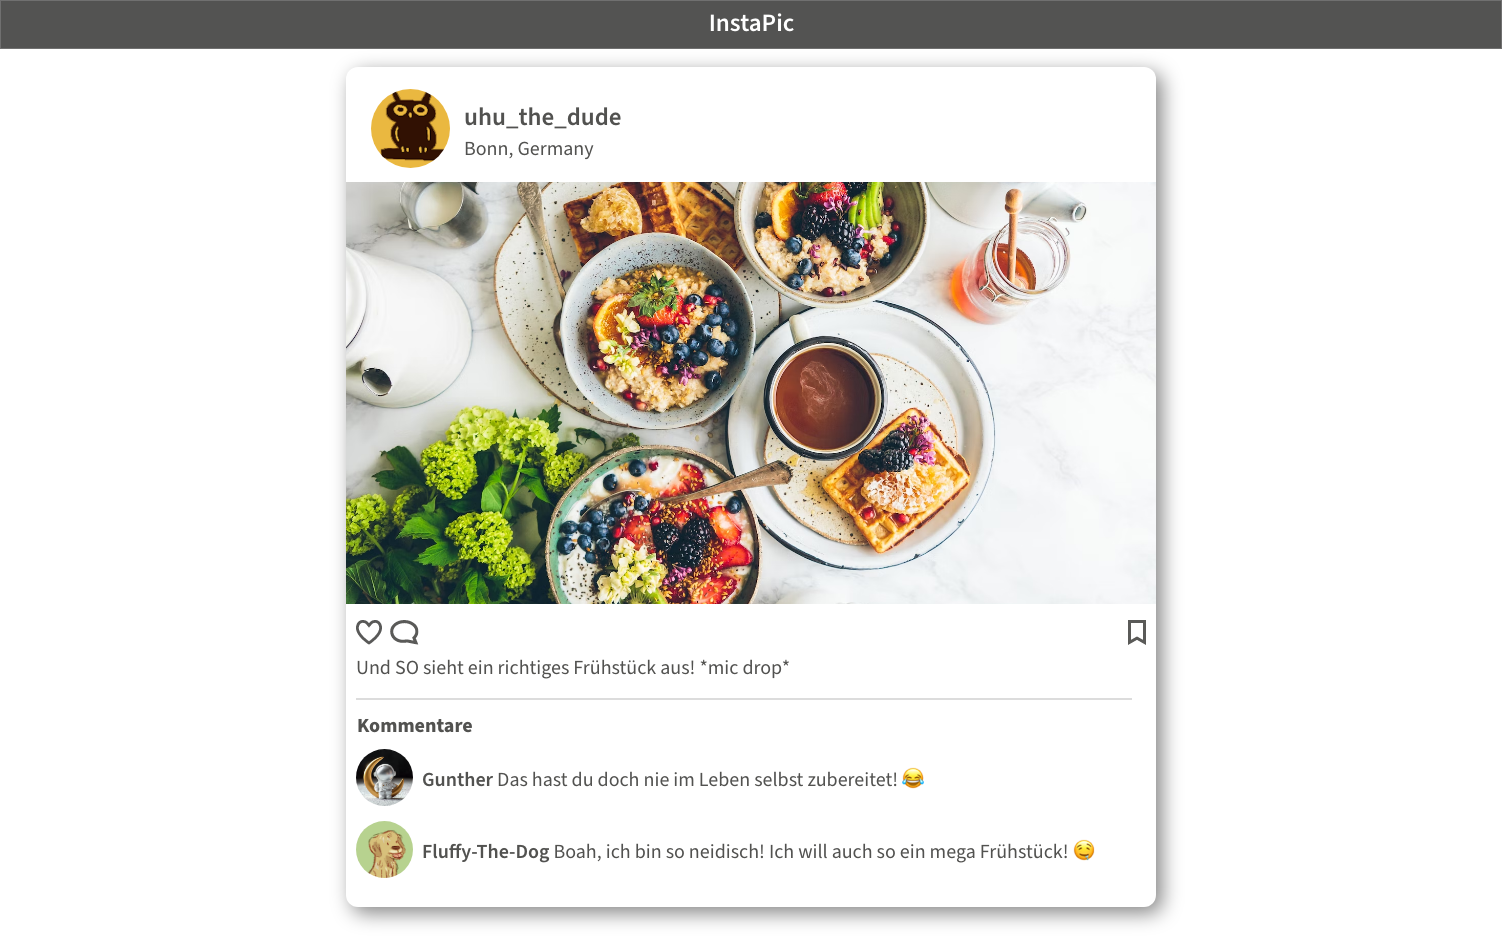 InstaPic
uhu_the_dude
Bonn, Germany
Und SO sieht ein richtiges Frühstück aus! *mic drop*
Kommentare
Gunther Das hast du doch nie im Leben selbst zubereitet! 😂
Fluffy-The-Dog Boah, ich bin so neidisch! Ich will auch so ein mega Frühstück! 🤤